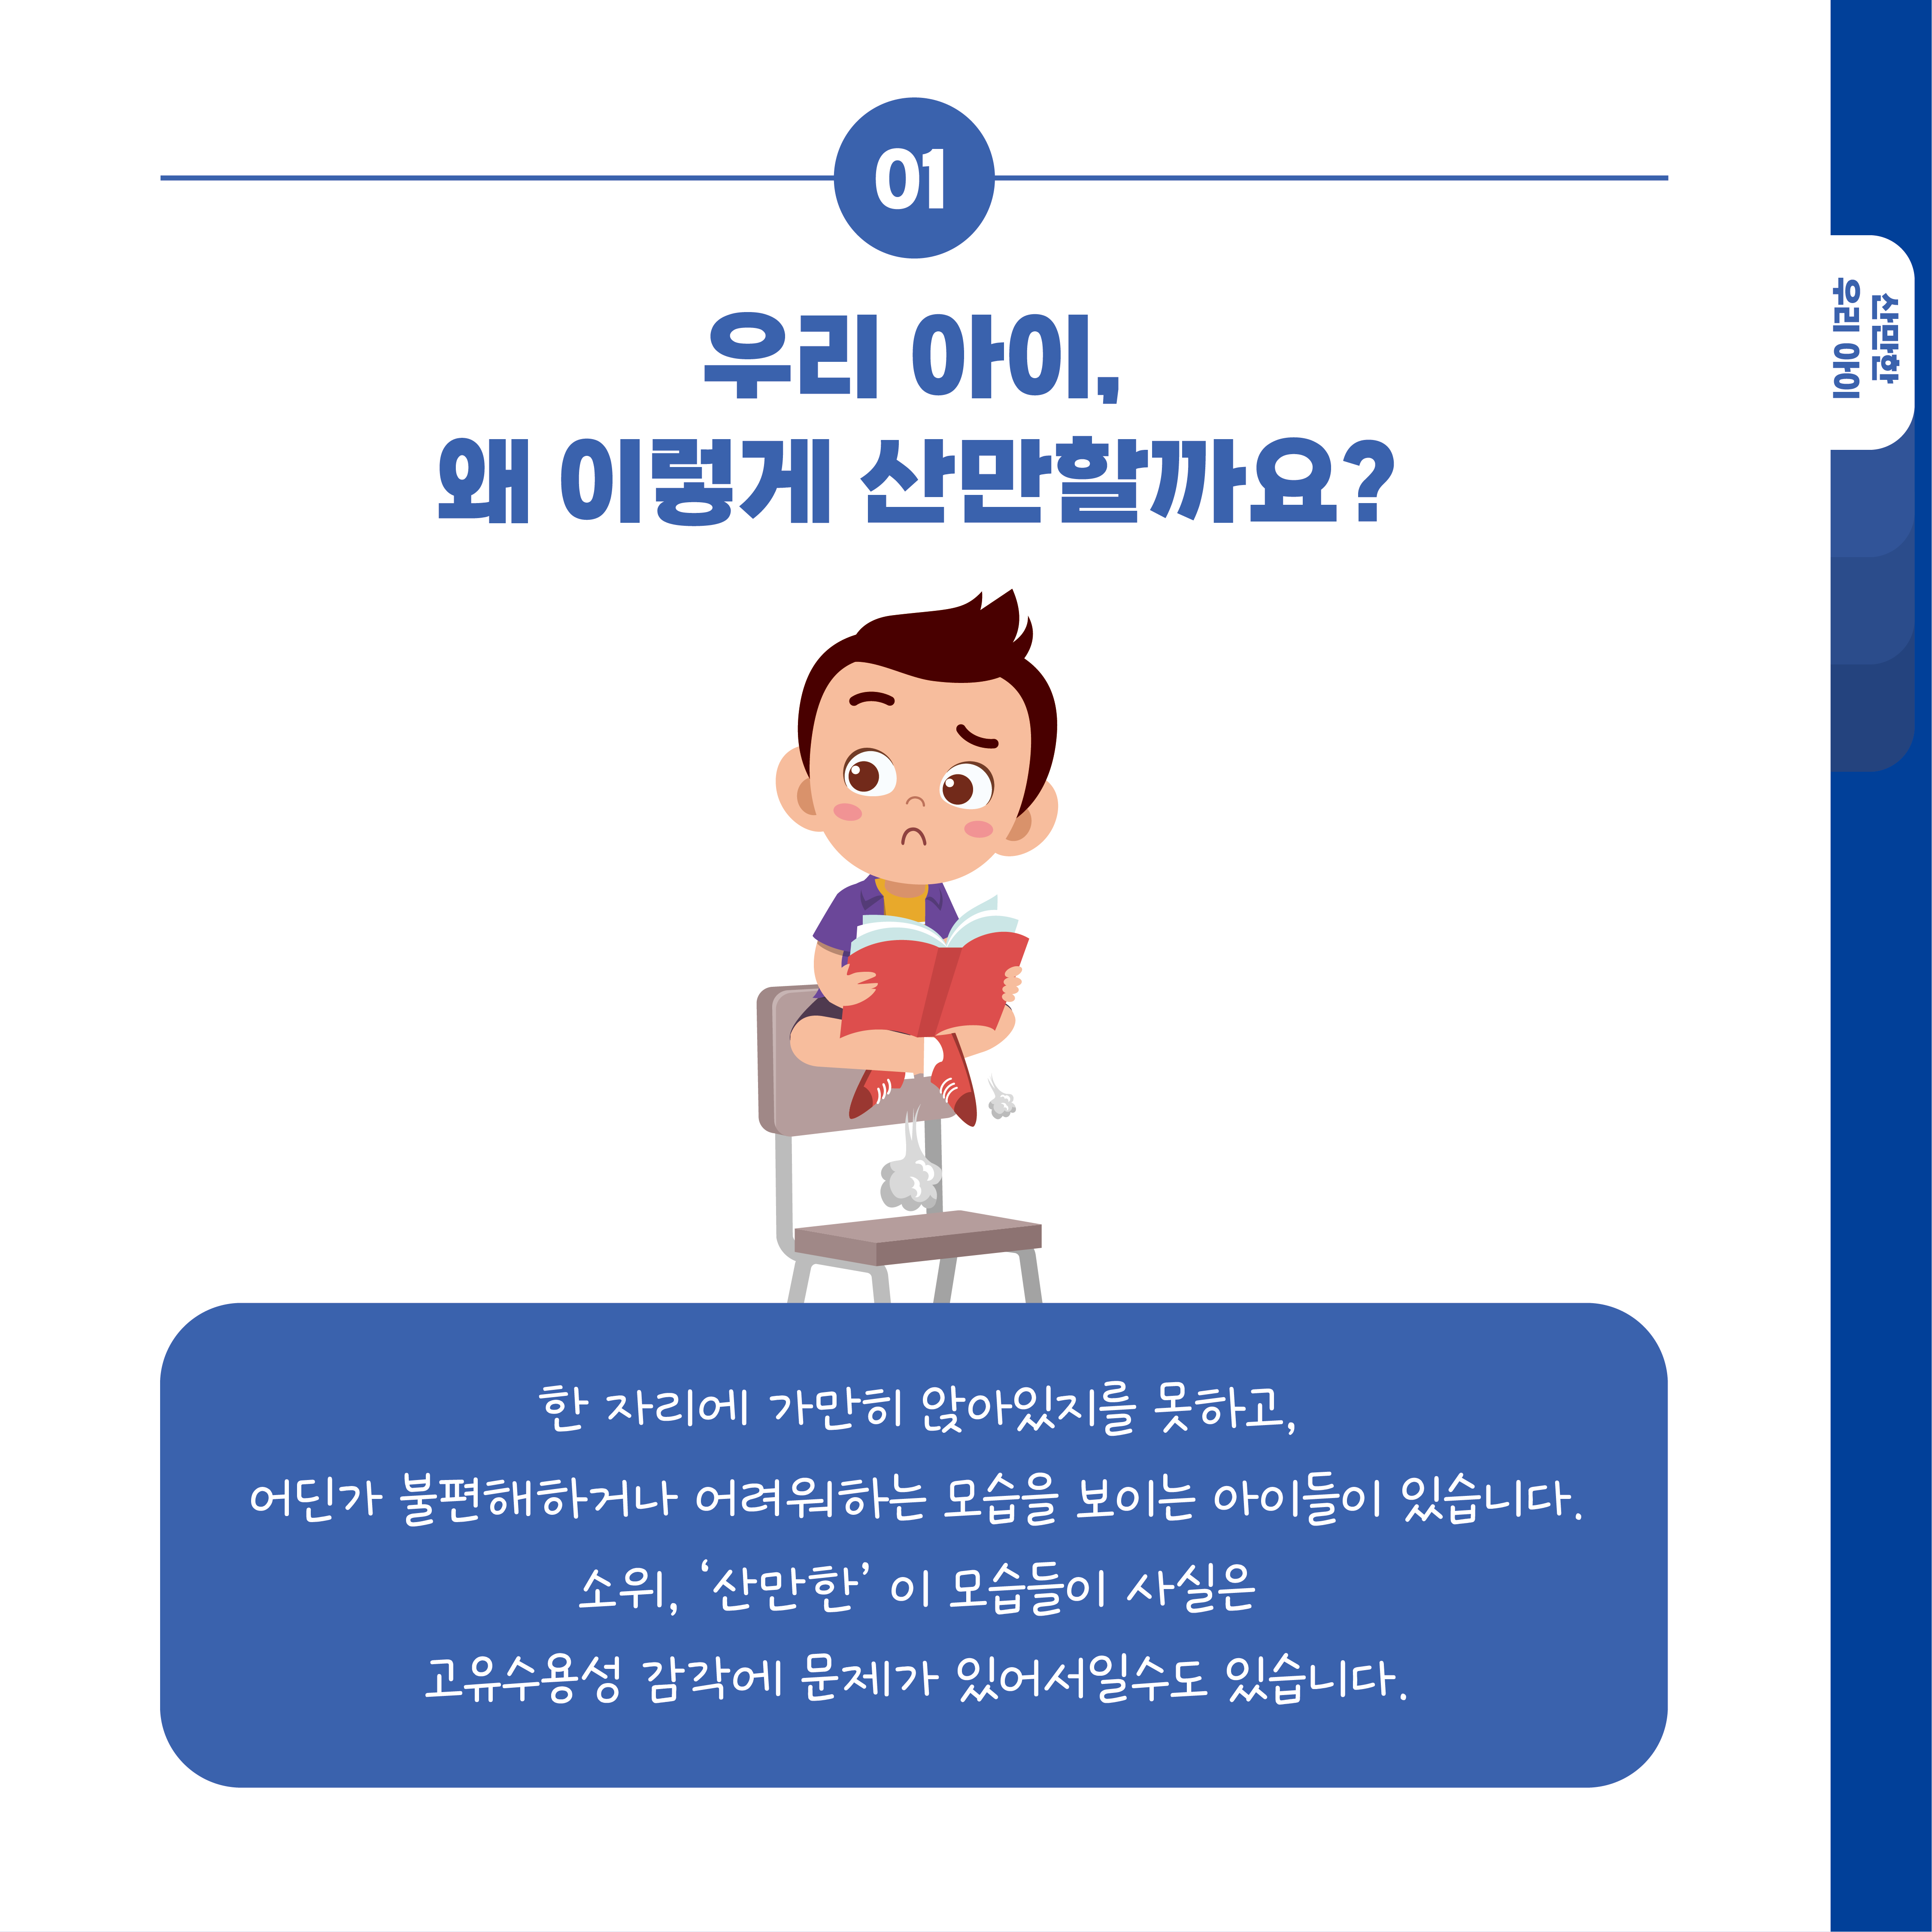 01
우리 아이,
왜 이렁게 산만할까요?
산만한
우리 아이
한 자리에 가만히 앉아있지를 못하고,
어딘가 불편해하거나 어려워하는 모습을 보이는 아이들이 있습니다.
소위, ‘산만한’ 이 모습들이 사실은
고유수용성 감각에 문제가 있어서일수도 있습니다.